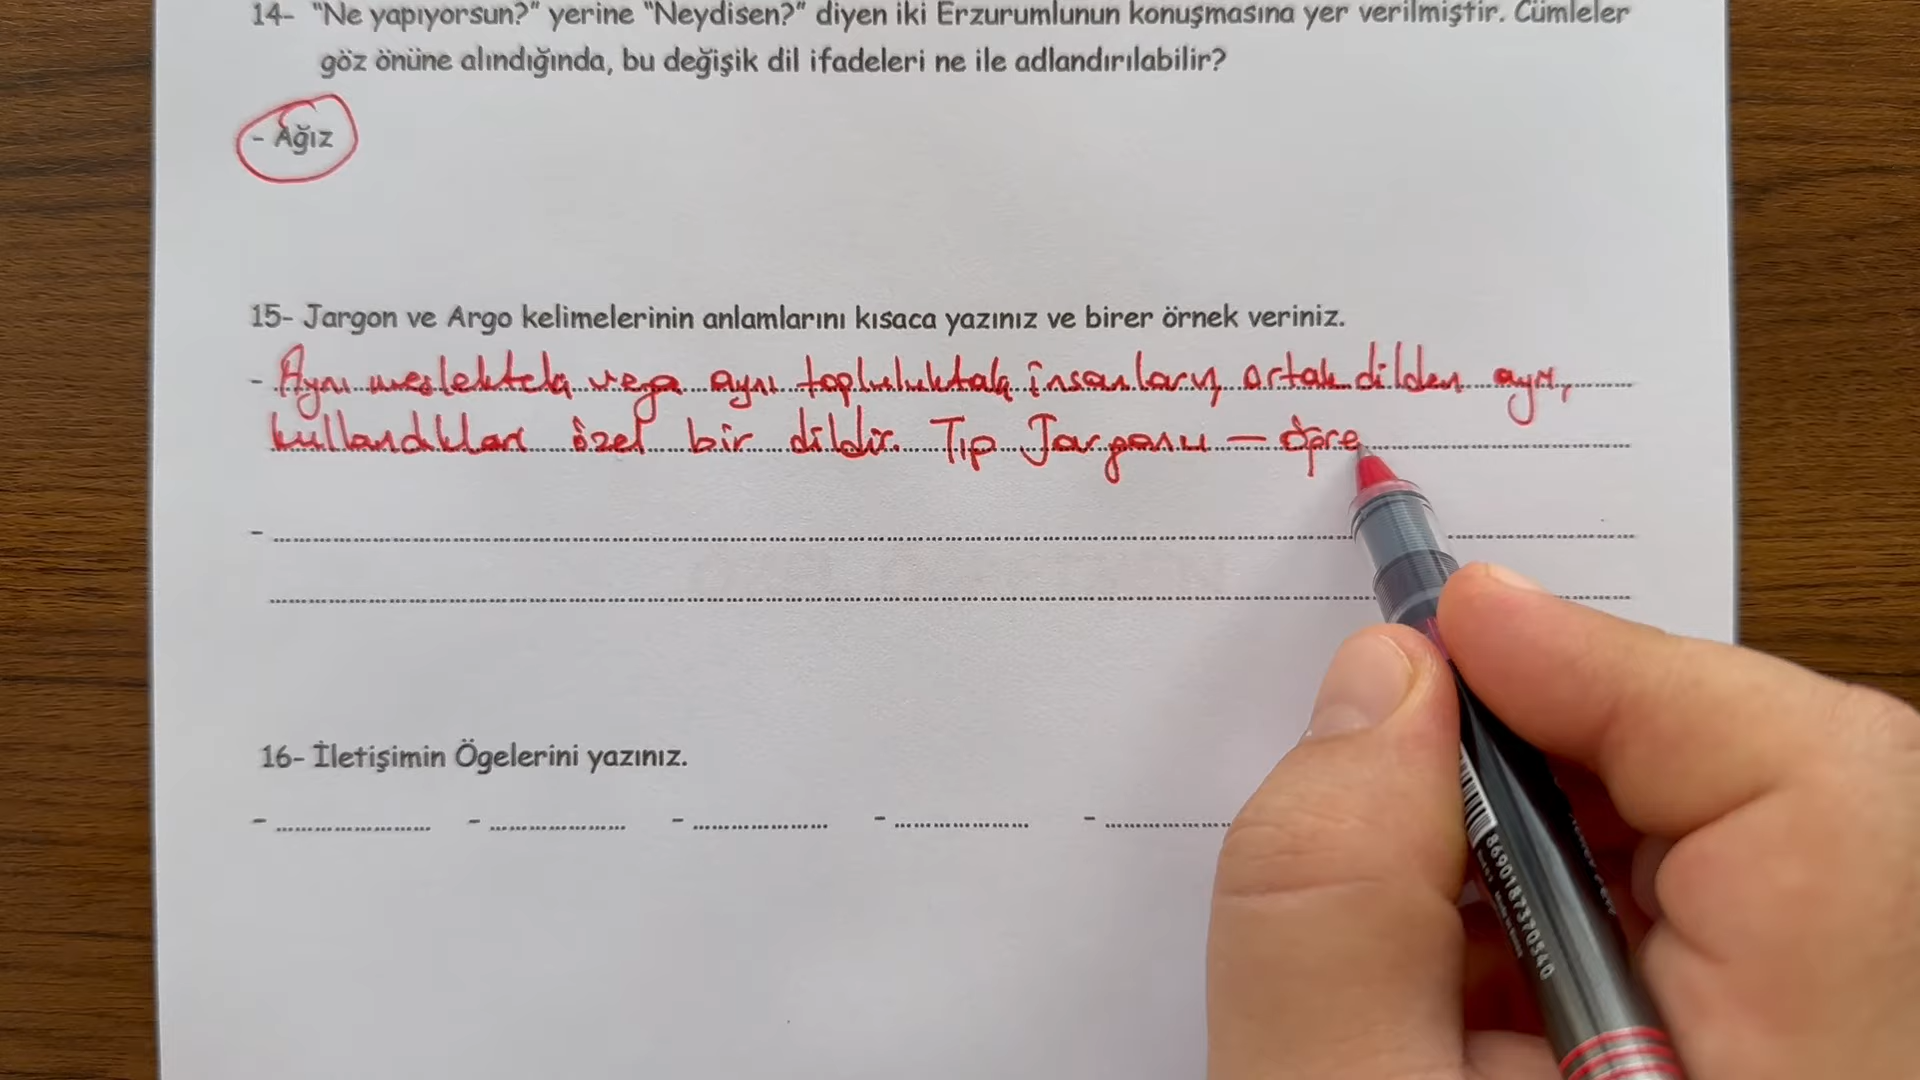 14- "Ne yapıyorsun?" yerine "Neydisen?" diyen iki Erzurumlunun konuşmasına yer verilmiştir. Cümleler
göz önüne alındığında, bu değişik dil ifadeleri ne ile adlandırılabilir?
- Ağız
15- Jargon ve Argo kelimelerinin anlamlarını kısaca yazınız ve birer örnek veriniz.
- Aynı meslekteki veya aynı topluluktaki insanların, ortak dilden ayrı,
kullandıkları özel bir dildir. Tıp Jargonu - öpre
-
16- İletişimin Ögelerini yazınız.
- - - - -
8690187370540